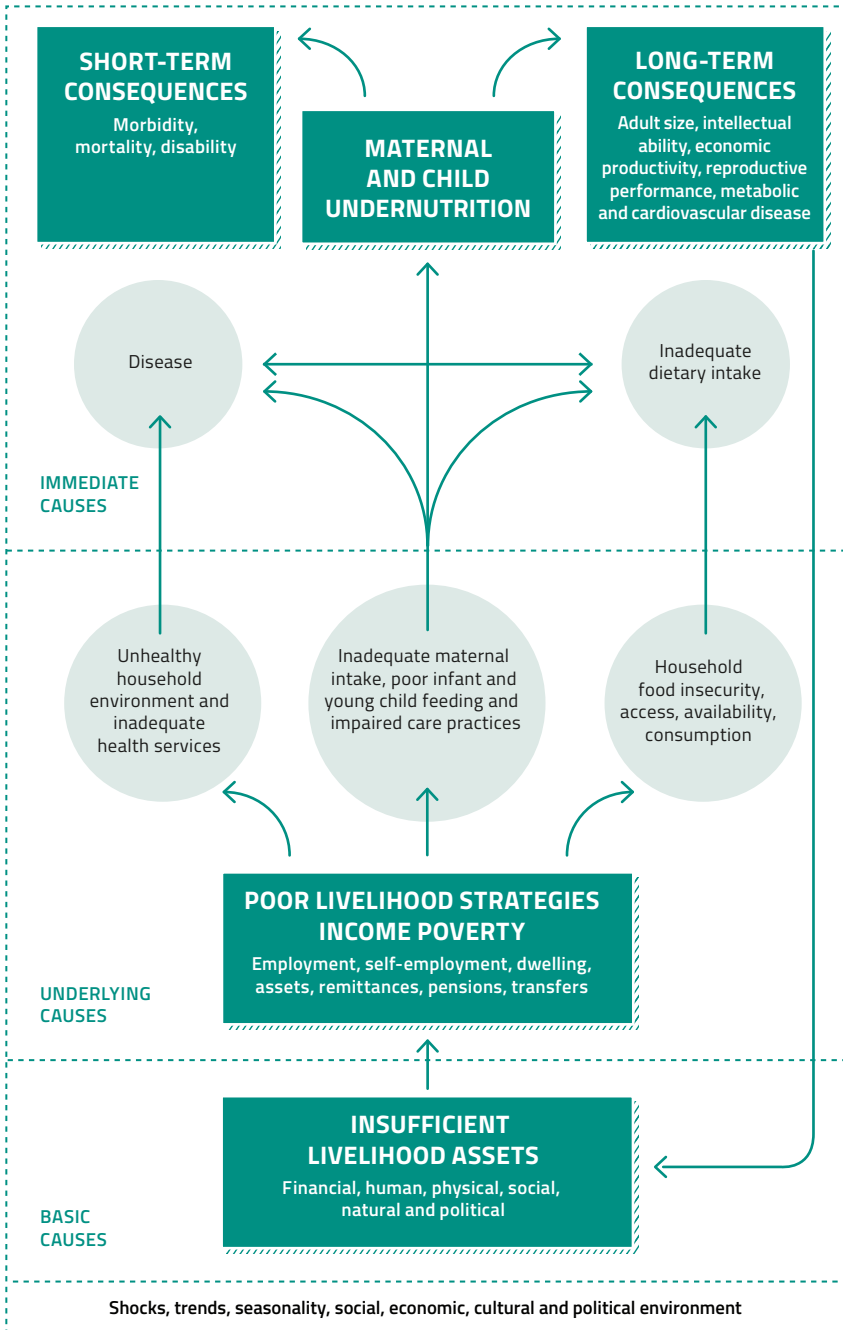 SHORT-TERM
CONSEQUENCES
Morbidity,
mortality, disability
MATERNAL
AND CHILD
UNDERNUTRITION
LONG-TERM
CONSEQUENCES
Adult size, intellectual
ability, economic
productivity, reproductive
performance, metabolic
and cardiovascular disease
Disease
Inadequate
dietary intake
IMMEDIATE
CAUSES
Unhealthy
household
environment and
inadequate
health services
Inadequate maternal
intake, poor infant and
young child feeding and
impaired care practices
Household
food insecurity,
access, availability,
consumption
POOR LIVELIHOOD STRATEGIES
INCOME POVERTY
Employment, self-employment, dwelling,
assets, remittances, pensions, transfers
UNDERLYING
CAUSES
INSUFFICIENT
LIVELIHOOD ASSETS
Financial, human, physical, social,
natural and political
BASIC
CAUSES
Shocks, trends, seasonality, social, economic, cultural and political environment